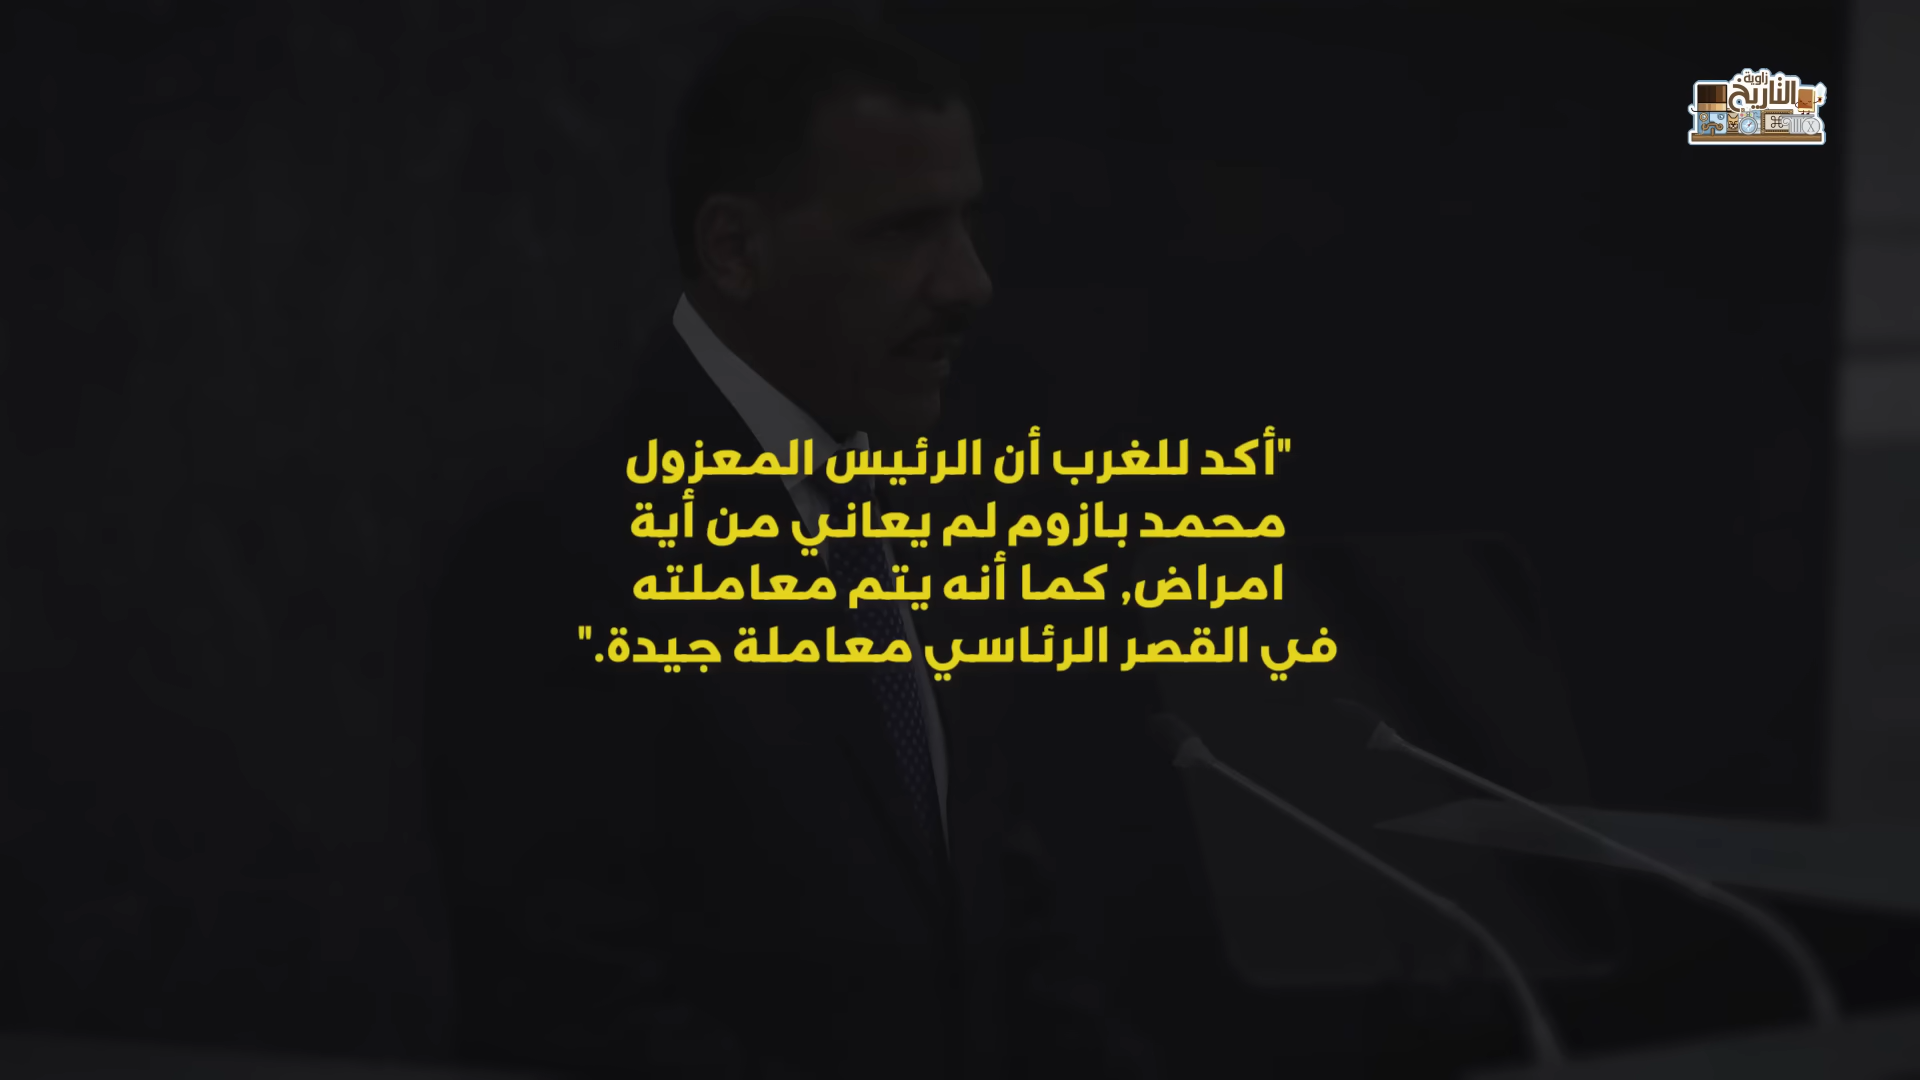 زاوية
التاريخ
"أكد للغرب أن الرئيس المعزول
محمد بازوم لم يعاني من أية
امراض, كما أنه يتم معاملته
في القصر الرئاسي معاملة جيدة."